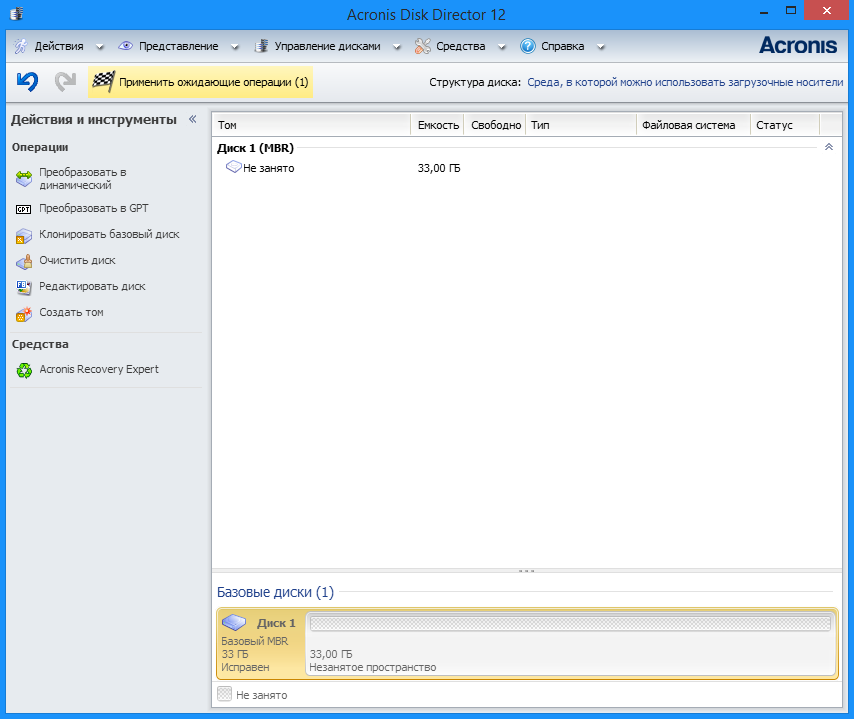 Acronis Disk Director 12
Действия Представление Управление дисками Средства Справка Acronis
Применить ожидающие операции (1) Структура диска: Среда, в которой можно использовать загрузочные носители
Действия и инструменты «
Операции
Преобразовать в
динамический
GPT Преобразовать в GPT
Клонировать базовый диск
Очистить диск
Редактировать диск
Создать том
Средства
Acronis Recovery Expert
Том Емкость Свободно Тип Файловая система Статус
Диск 1 (MBR)
Не занято 33,00 ГБ
Базовые диски (1)
Диск 1
Базовый MBR
33 ГБ
Исправен
33,00 ГБ
Незанятое пространство
Не занято